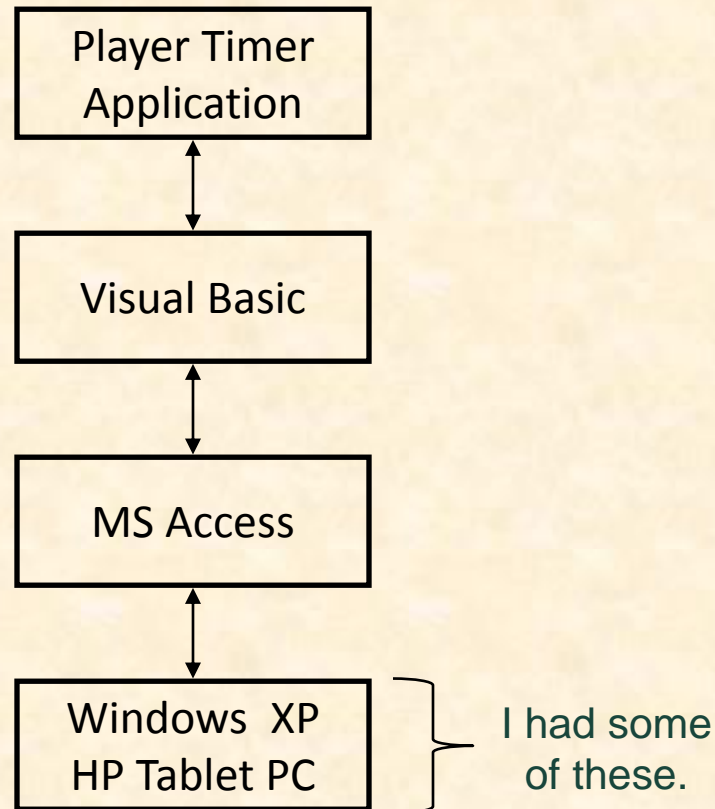 Player Timer
Application
Visual Basic
MS Access
Windows XP
HP Tablet PC
I had some
of these.